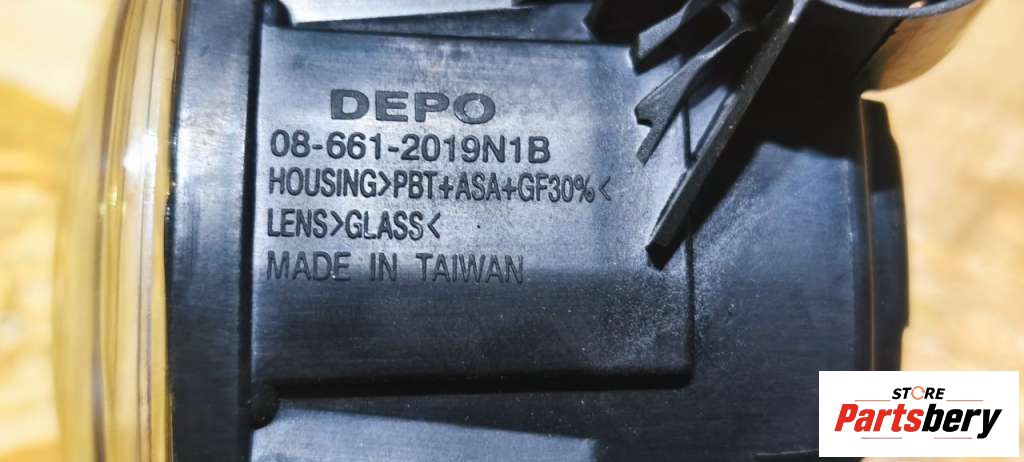 DEPO
08-661-2019N1B
HOUSING>PBT+ASA+GF30%<
LENS>GLASS<
MADE IN TAIWAN
STORE
Partsbery